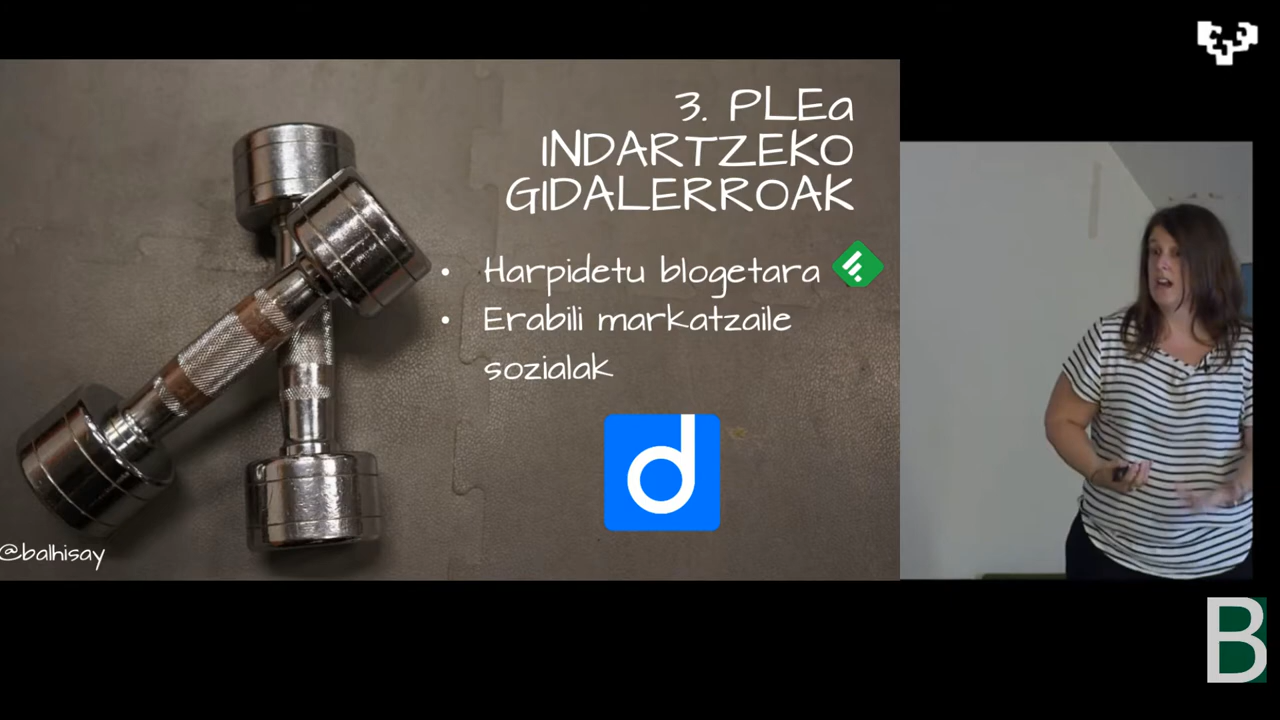 3. PLEa
INDARTZEKO
GIDALERROAK
• Harpidetu blogetara
• Erabili markatzaile
sozialak
d
@balhisay
B